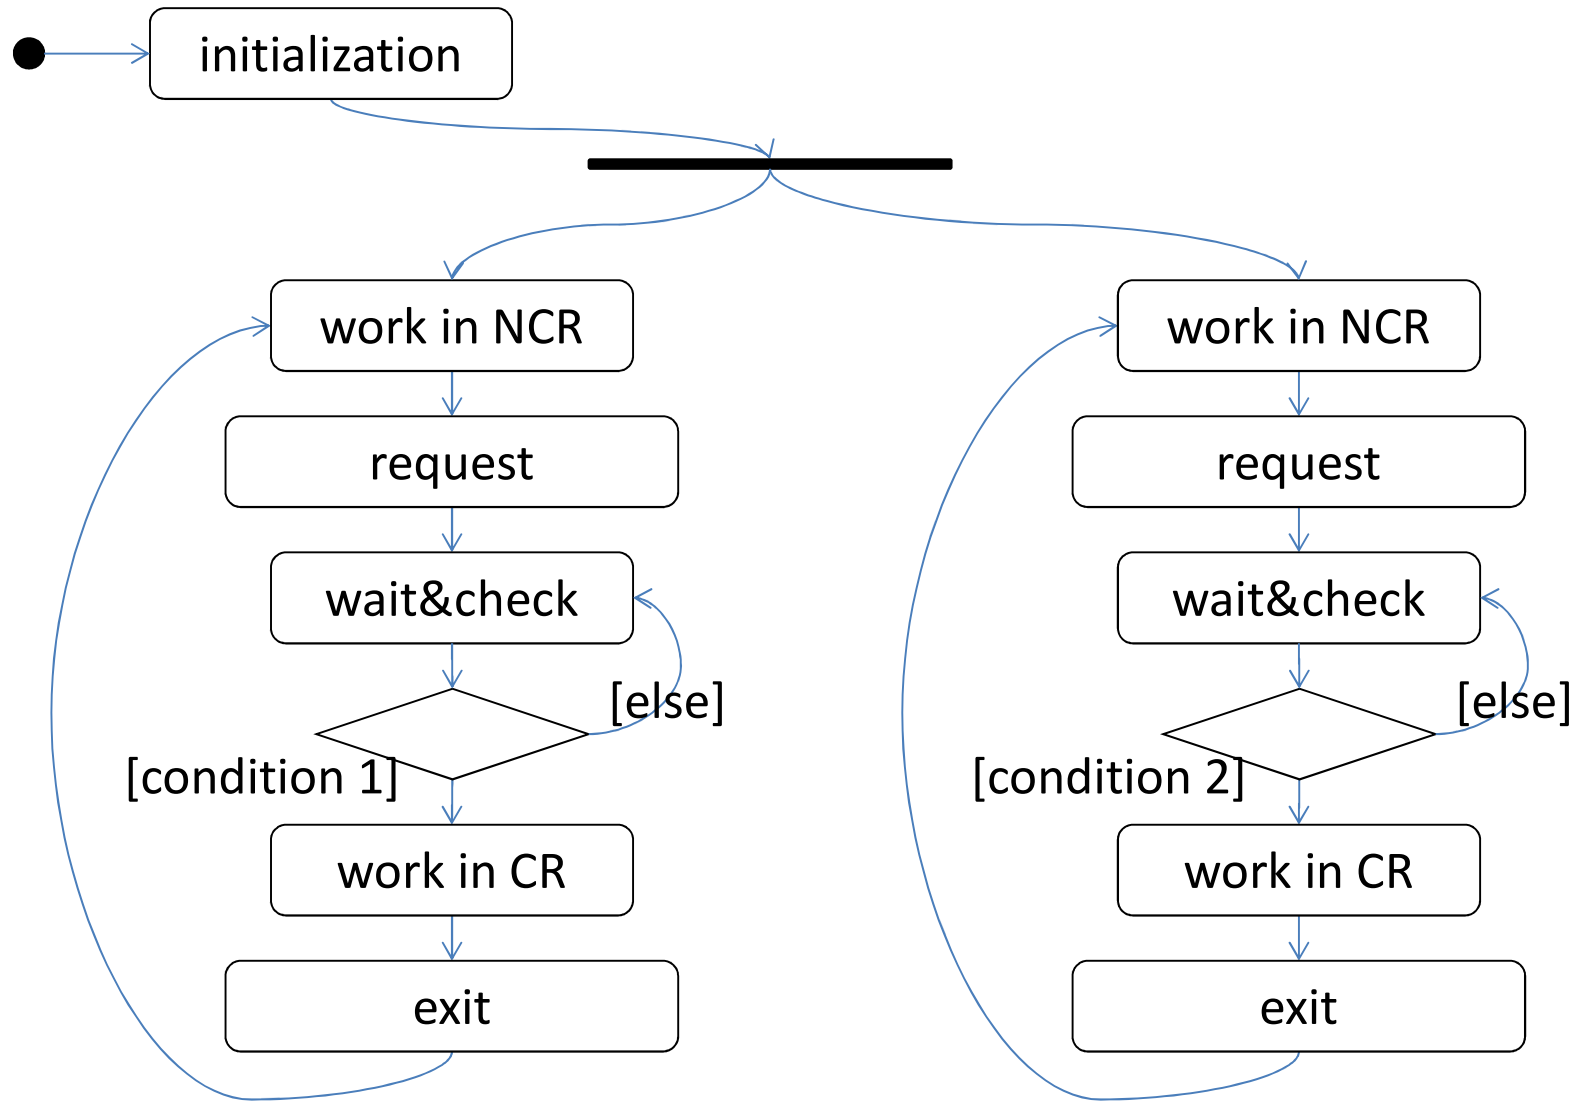 initialization
work in NCR
request
wait&check
[else]
[condition 1]
work in CR
exit
work in NCR
request
wait&check
[else]
[condition 2]
work in CR
exit